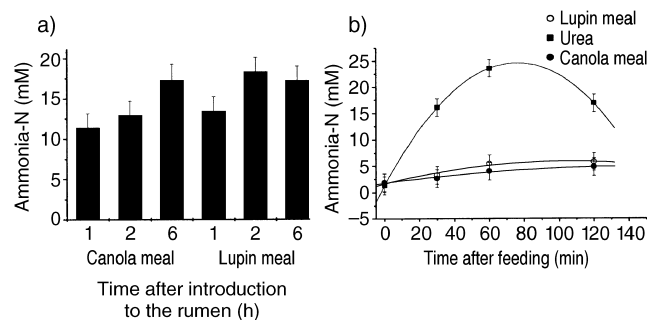 a)
Ammonia-N (mM)
20
15
10
5
0
1 2 6 1 2 6
Canola meal Lupin meal
Time after introduction
to the rumen (h)
b)
Lupin meal
Urea
Canola meal
Ammonia-N (mM)
25
20
15
10
5
0
−5
0 20 40 60 80 100 120 140
Time after feeding (min)